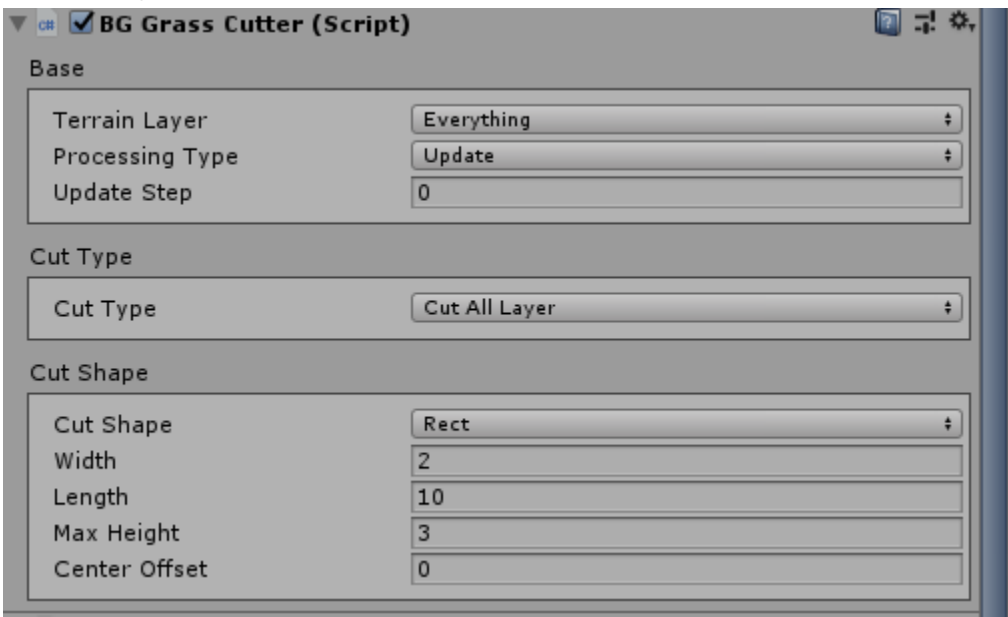 BG Grass Cutter (Script)
Base
Terrain Layer Everything
Processing Type Update
Update Step 0
Cut Type
Cut Type Cut All Layer
Cut Shape
Cut Shape Rect
Width 2
Length 10
Max Height 3
Center Offset 0